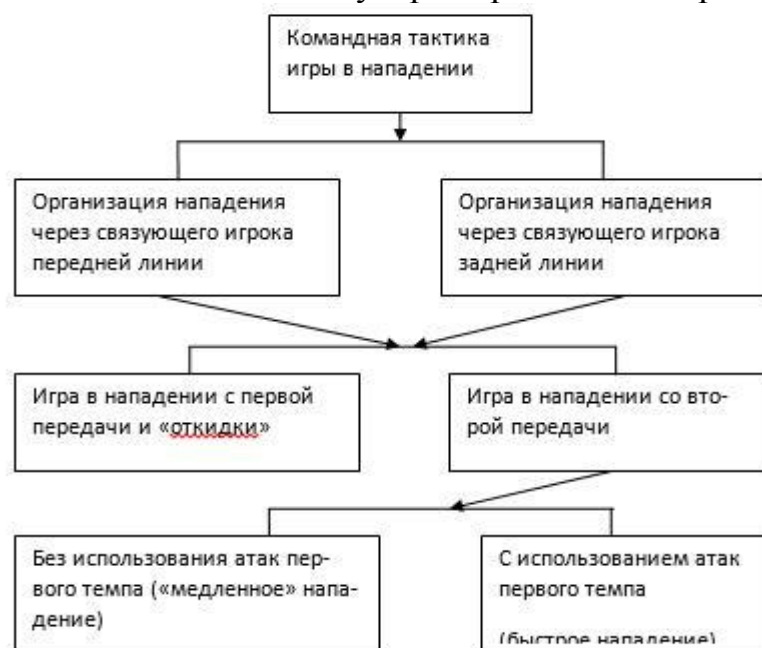 Командная тактика
игры в нападении
Организация нападения
через связующего игрока
передней линии
Организация нападения
через связующего игрока
задней линии
Игра в нападении с первой
передачи и «откидки»
Игра в нападении со вто-
рой передачи
Без использования атак пер-
вого темпа («медленное» напа-
дение)
С использованием атак
первого темпа
(быстрое нападение)